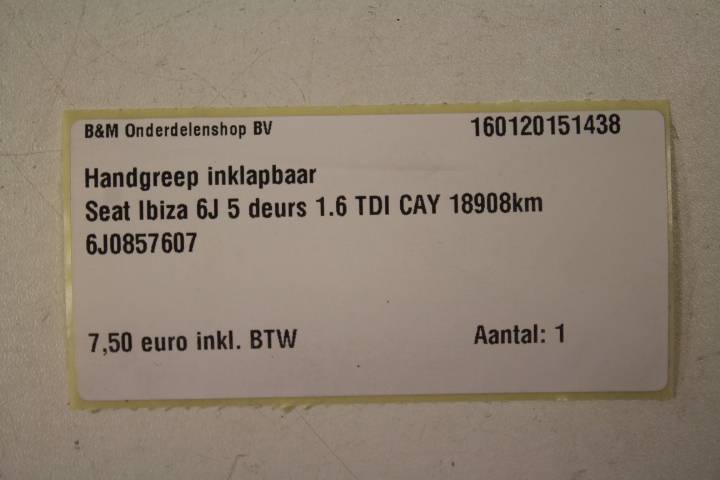 B&M Onderdelenshop BV 160120151438
Handgreep inklapbaar
Seat Ibiza 6J 5 deurs 1.6 TDI CAY 18908km
6J0857607
7,50 euro inkl. BTW Aantal: 1